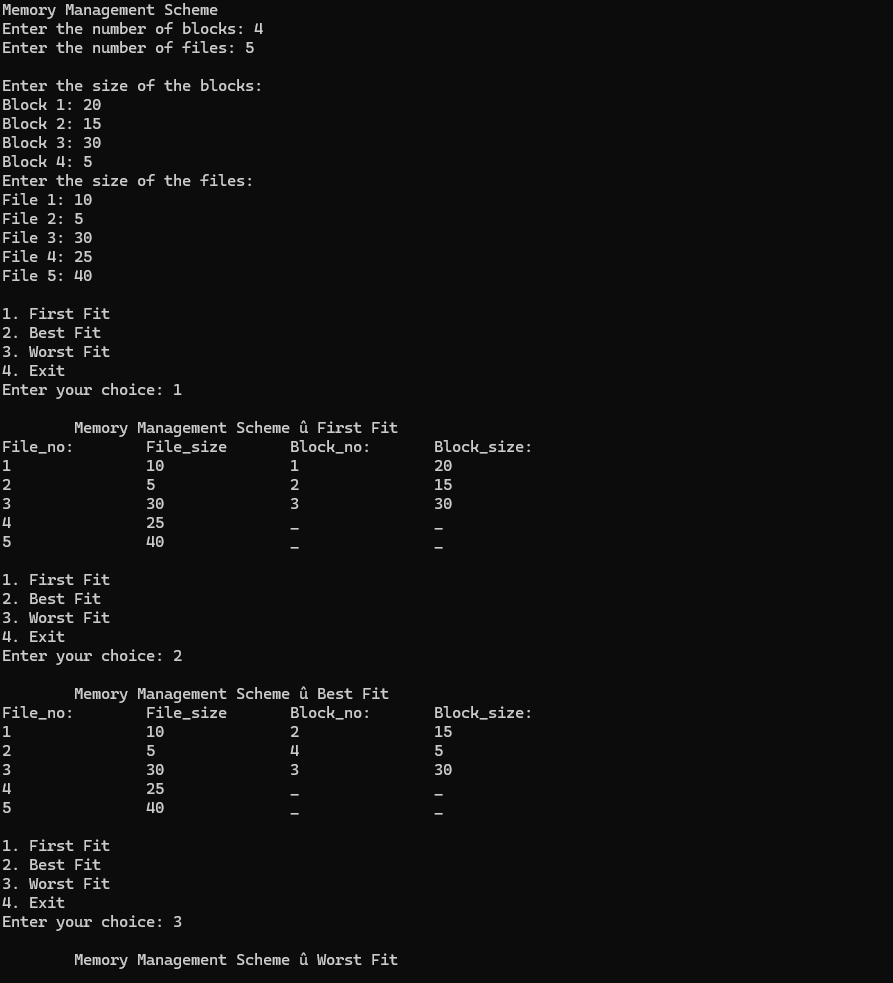 Memory Management Scheme
Enter the number of blocks: 4
Enter the number of files: 5
Enter the size of the blocks:
Block 1: 20
Block 2: 15
Block 3: 30
Block 4: 5
Enter the size of the files:
File 1: 10
File 2: 5
File 3: 30
File 4: 25
File 5: 40
1. First Fit
2. Best Fit
3. Worst Fit
4. Exit
Enter your choice: 1
Memory Management Scheme û First Fit
File_no: File_size Block_no: Block_size:
1 10 1 20
2 5 2 15
3 30 3 30
4 25 _ _
5 40 _ _
1. First Fit
2. Best Fit
3. Worst Fit
4. Exit
Enter your choice: 2
Memory Management Scheme û Best Fit
File_no: File_size Block_no: Block_size:
1 10 2 15
2 5 4 5
3 30 3 30
4 25 _ _
5 40 _ _
1. First Fit
2. Best Fit
3. Worst Fit
4. Exit
Enter your choice: 3
Memory Management Scheme û Worst Fit